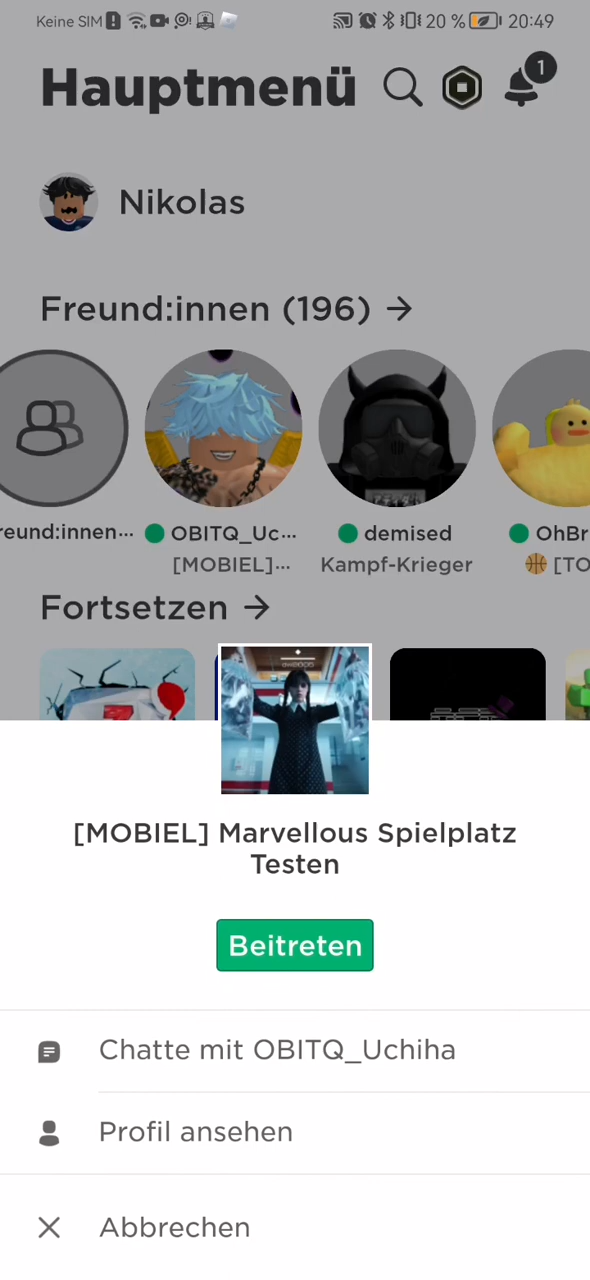 Keine SIM 20 % 20:49
Hauptmenü
1
Nikolas
Freund:innen (196) →
reund:innen...
OBITQ_Uc...
demised
OhBr
[MOBIEL]...
Kampf-Krieger
[TO
Fortsetzen →
[MOBIEL] Marvellous Spielplatz
Testen
Beitreten
Chatte mit OBITQ_Uchiha
Profil ansehen
Abbrechen